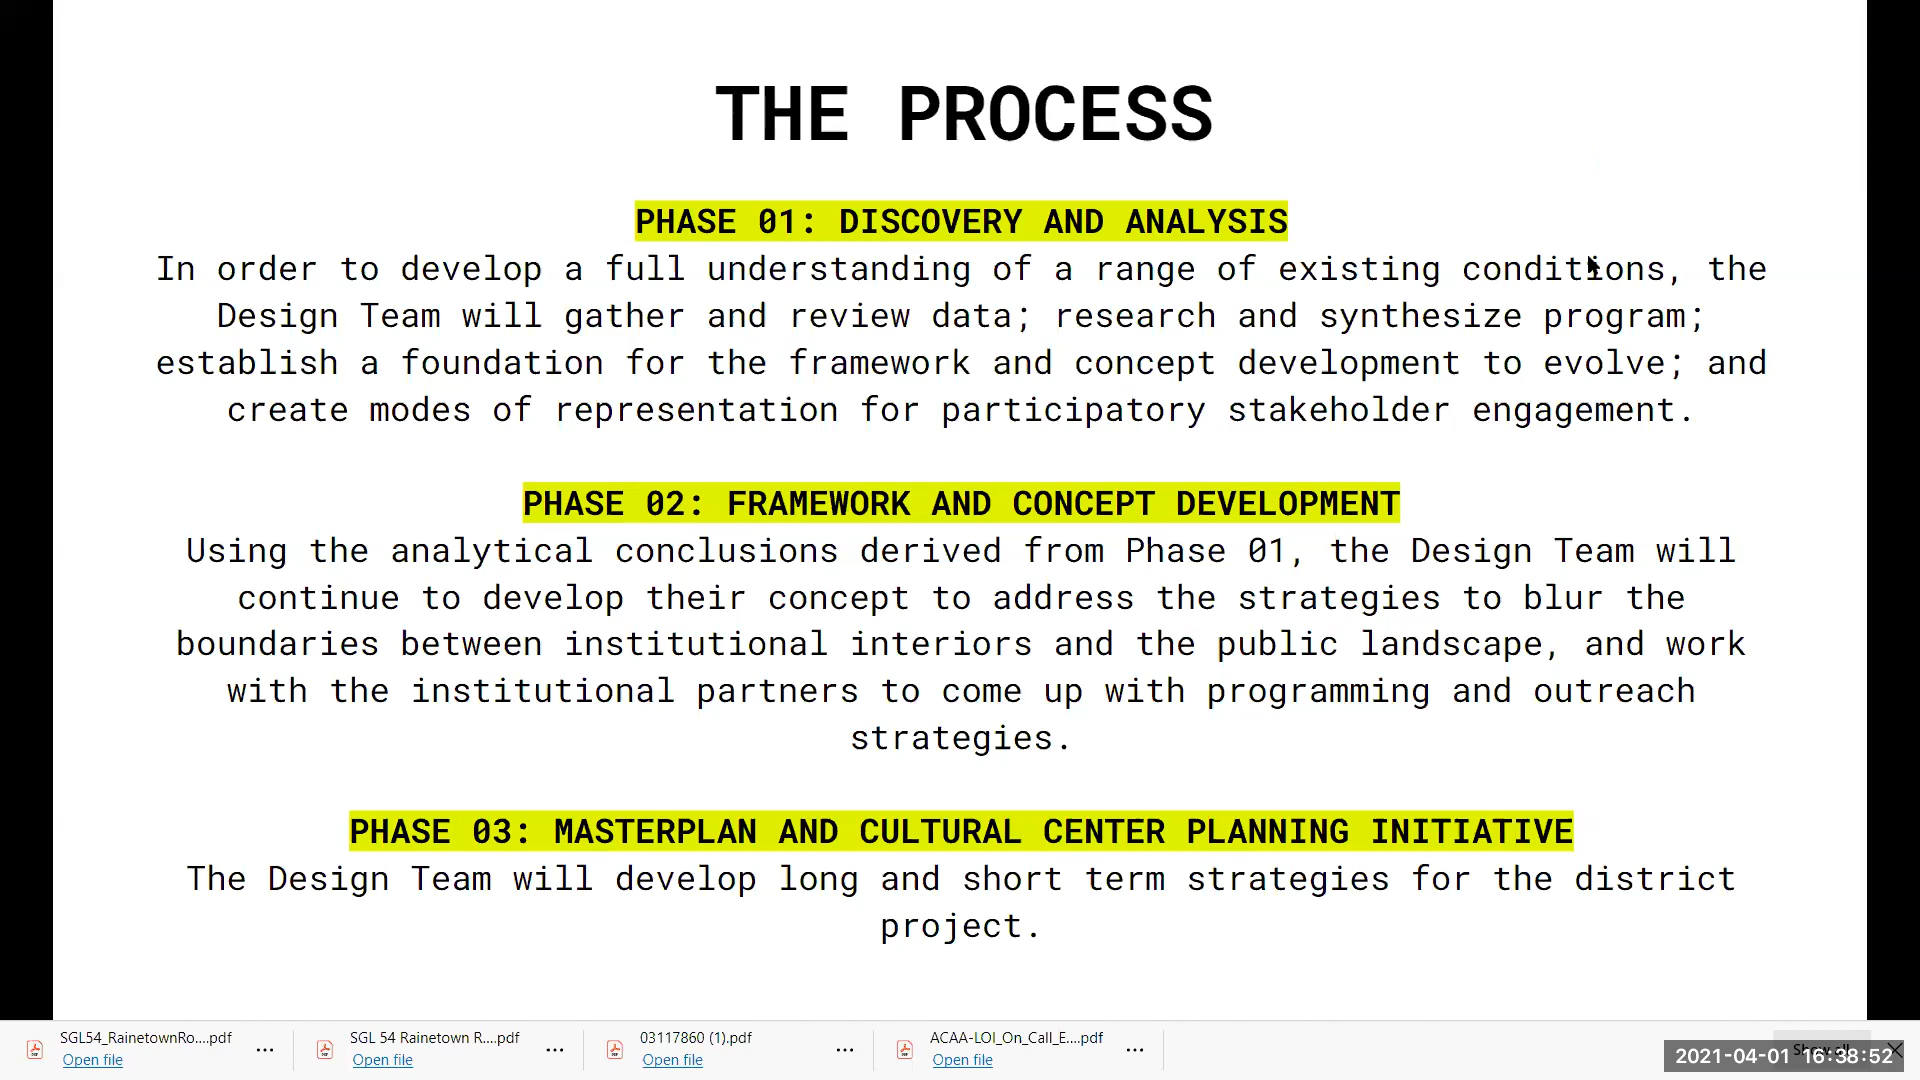 THE PROCESS
PHASE 01: DISCOVERY AND ANALYSIS
In order to develop a full understanding of a range of existing conditions, the
Design Team will gather and review data; research and synthesize program;
establish a foundation for the framework and concept development to evolve; and
create modes of representation for participatory stakeholder engagement.
PHASE 02: FRAMEWORK AND CONCEPT DEVELOPMENT
Using the analytical conclusions derived from Phase 01, the Design Team will
continue to develop their concept to address the strategies to blur the
boundaries between institutional interiors and the public landscape, and work
with the institutional partners to come up with programming and outreach
strategies.
PHASE 03: MASTERPLAN AND CULTURAL CENTER PLANNING INITIATIVE
The Design Team will develop long and short term strategies for the district
project.
SGL54_RainetownRo....pdf
Open file
SGL 54 Rainetown R....pdf
Open file
03117860 (1).pdf
Open file
ACAA-LOI_On_Call_E....pdf
Open file
Show all
2021-04-01 16:38:52